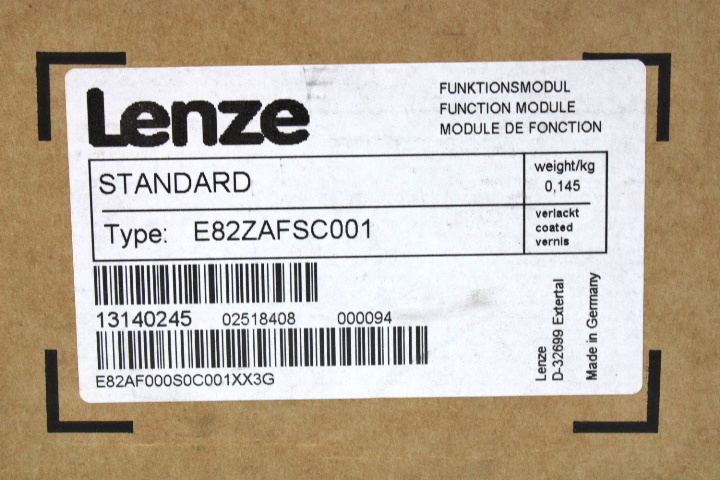 Lenze
FUNKTIONSMODUL
FUNCTION MODULE
MODULE DE FONCTION
STANDARD
weight/kg
0,145
Type: E82ZAFSC001
verlackt
coated
vernis
13140245 02518408 000094
E82AF000S0C001XX3G
Lenze
D-32699 Extertal
Made in Germany